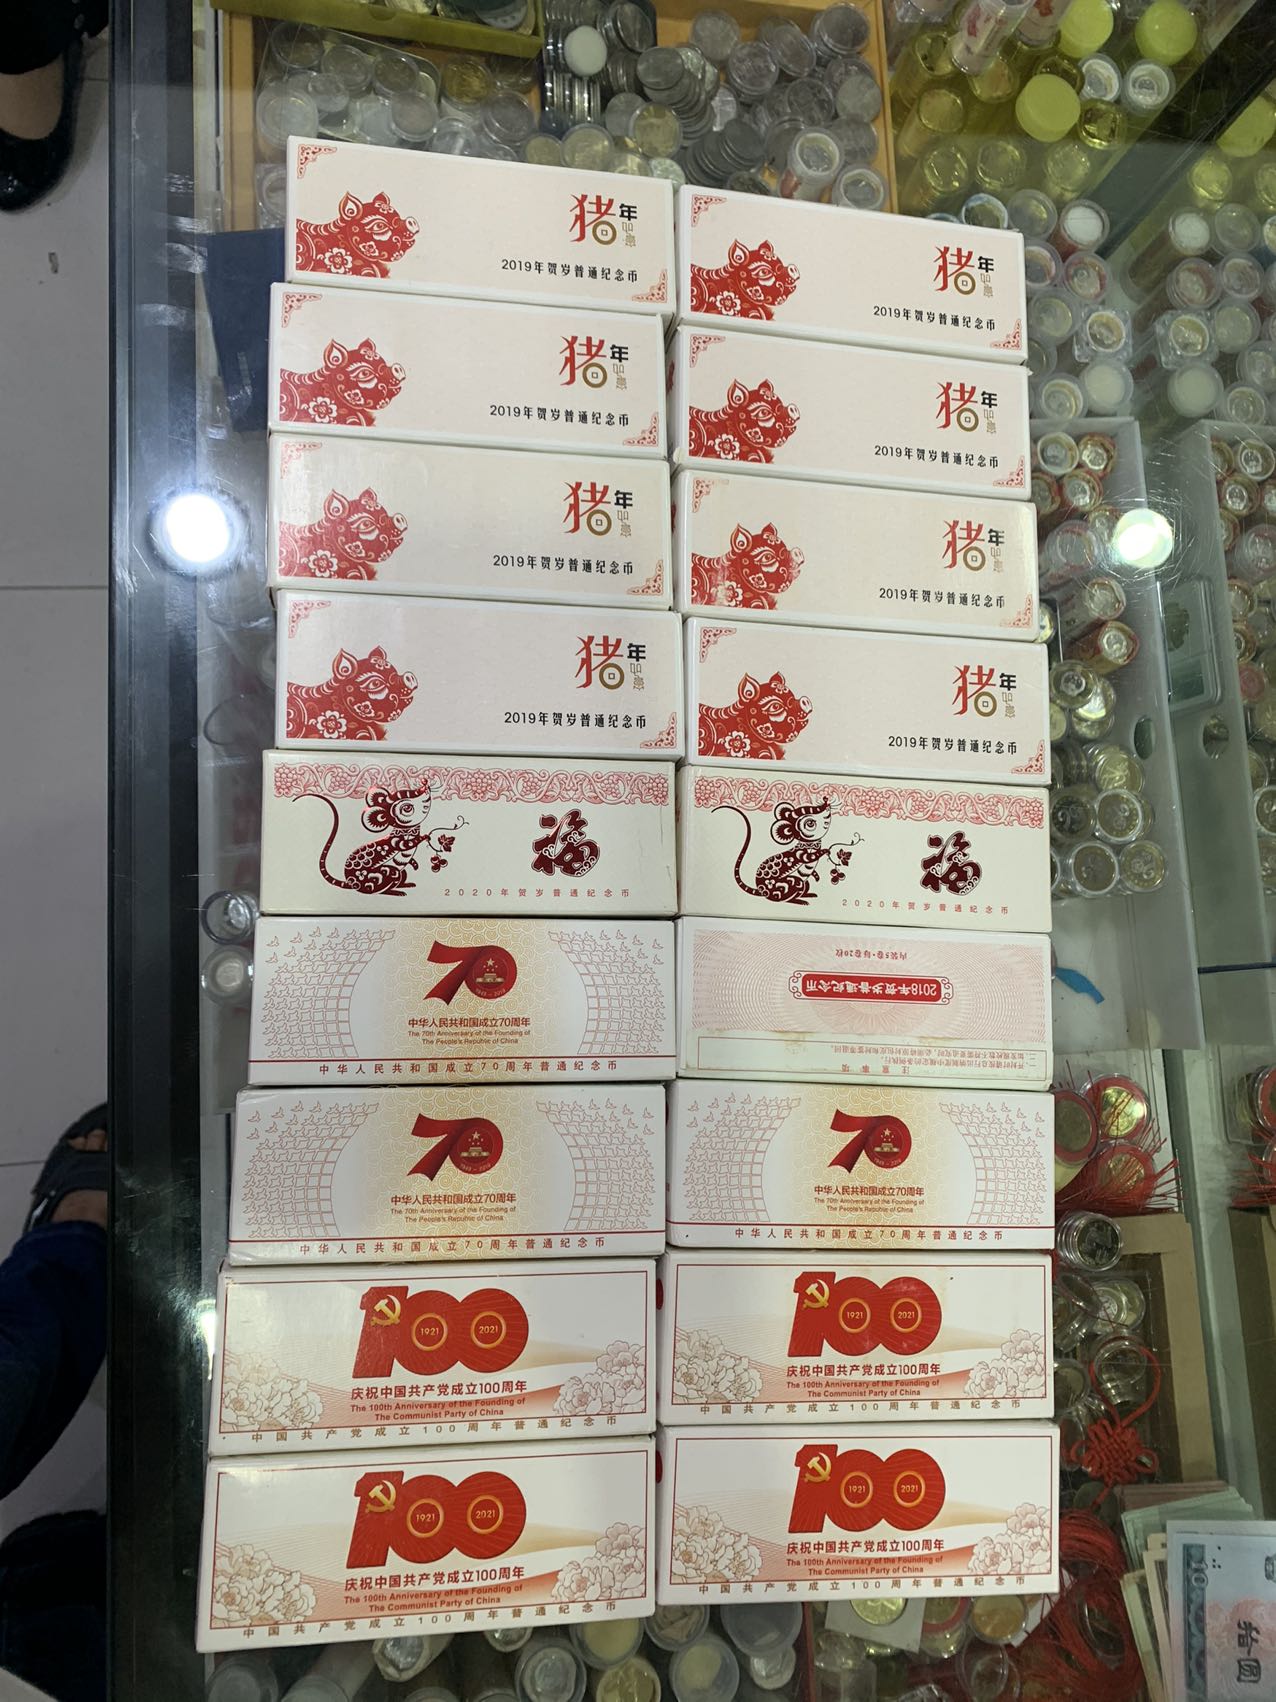 猪年
2019年贺岁普通纪念币
猪年
2019年贺岁普通纪念币
猪年
2019年贺岁普通纪念币
猪年
2019年贺岁普通纪念币
猪年
2019年贺岁普通纪念币
猪年
2019年贺岁普通纪念币
猪年
2019年贺岁普通纪念币
猪年
2019年贺岁普通纪念币
福
2020年贺岁普通纪念币
福
2020年贺岁普通纪念币
70
1949-2019
中华人民共和国成立70周年
The 70th Anniversary of the Founding of
The People's Republic of China
中华人民共和国成立70周年普通纪念币
内装5卷·每卷20枚
2018年贺岁普通纪念币
注意事项
70
1949-2019
中华人民共和国成立70周年
The 70th Anniversary of the Founding of
The People's Republic of China
中华人民共和国成立70周年普通纪念币
70
1949-2019
中华人民共和国成立70周年
The 70th Anniversary of the Founding of
The People's Republic of China
中华人民共和国成立70周年普通纪念币
100
1921 2021
庆祝中国共产党成立100周年
The 100th Anniversary of the Founding of
The Communist Party of China
中国共产党成立100周年普通纪念币
100
1921 2021
庆祝中国共产党成立100周年
The 100th Anniversary of the Founding of
The Communist Party of China
中国共产党成立100周年普通纪念币
100
1921 2021
庆祝中国共产党成立100周年
The 100th Anniversary of the Founding of
The Communist Party of China
中国共产党成立100周年普通纪念币
100
1921 2021
庆祝中国共产党成立100周年
The 100th Anniversary of the Founding of
The Communist Party of China
中国共产党成立100周年普通纪念币
拾圆